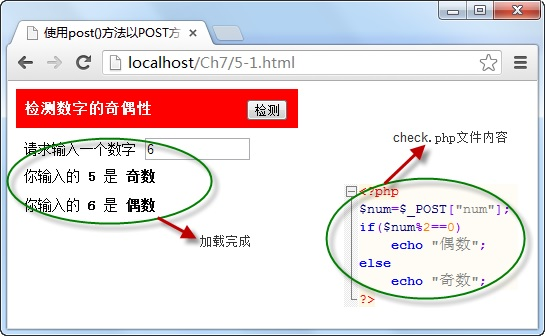 使用post()方法以POST方
localhost/Ch7/5-1.html
检测数字的奇偶性
检测
请求输入一个数字 6
你输入的 5 是 奇数
你输入的 6 是 偶数
加载完成
check.php文件内容
<?php
$num=$_POST["num"];
if($num%2==0)
echo "偶数";
else
echo "奇数";
?>